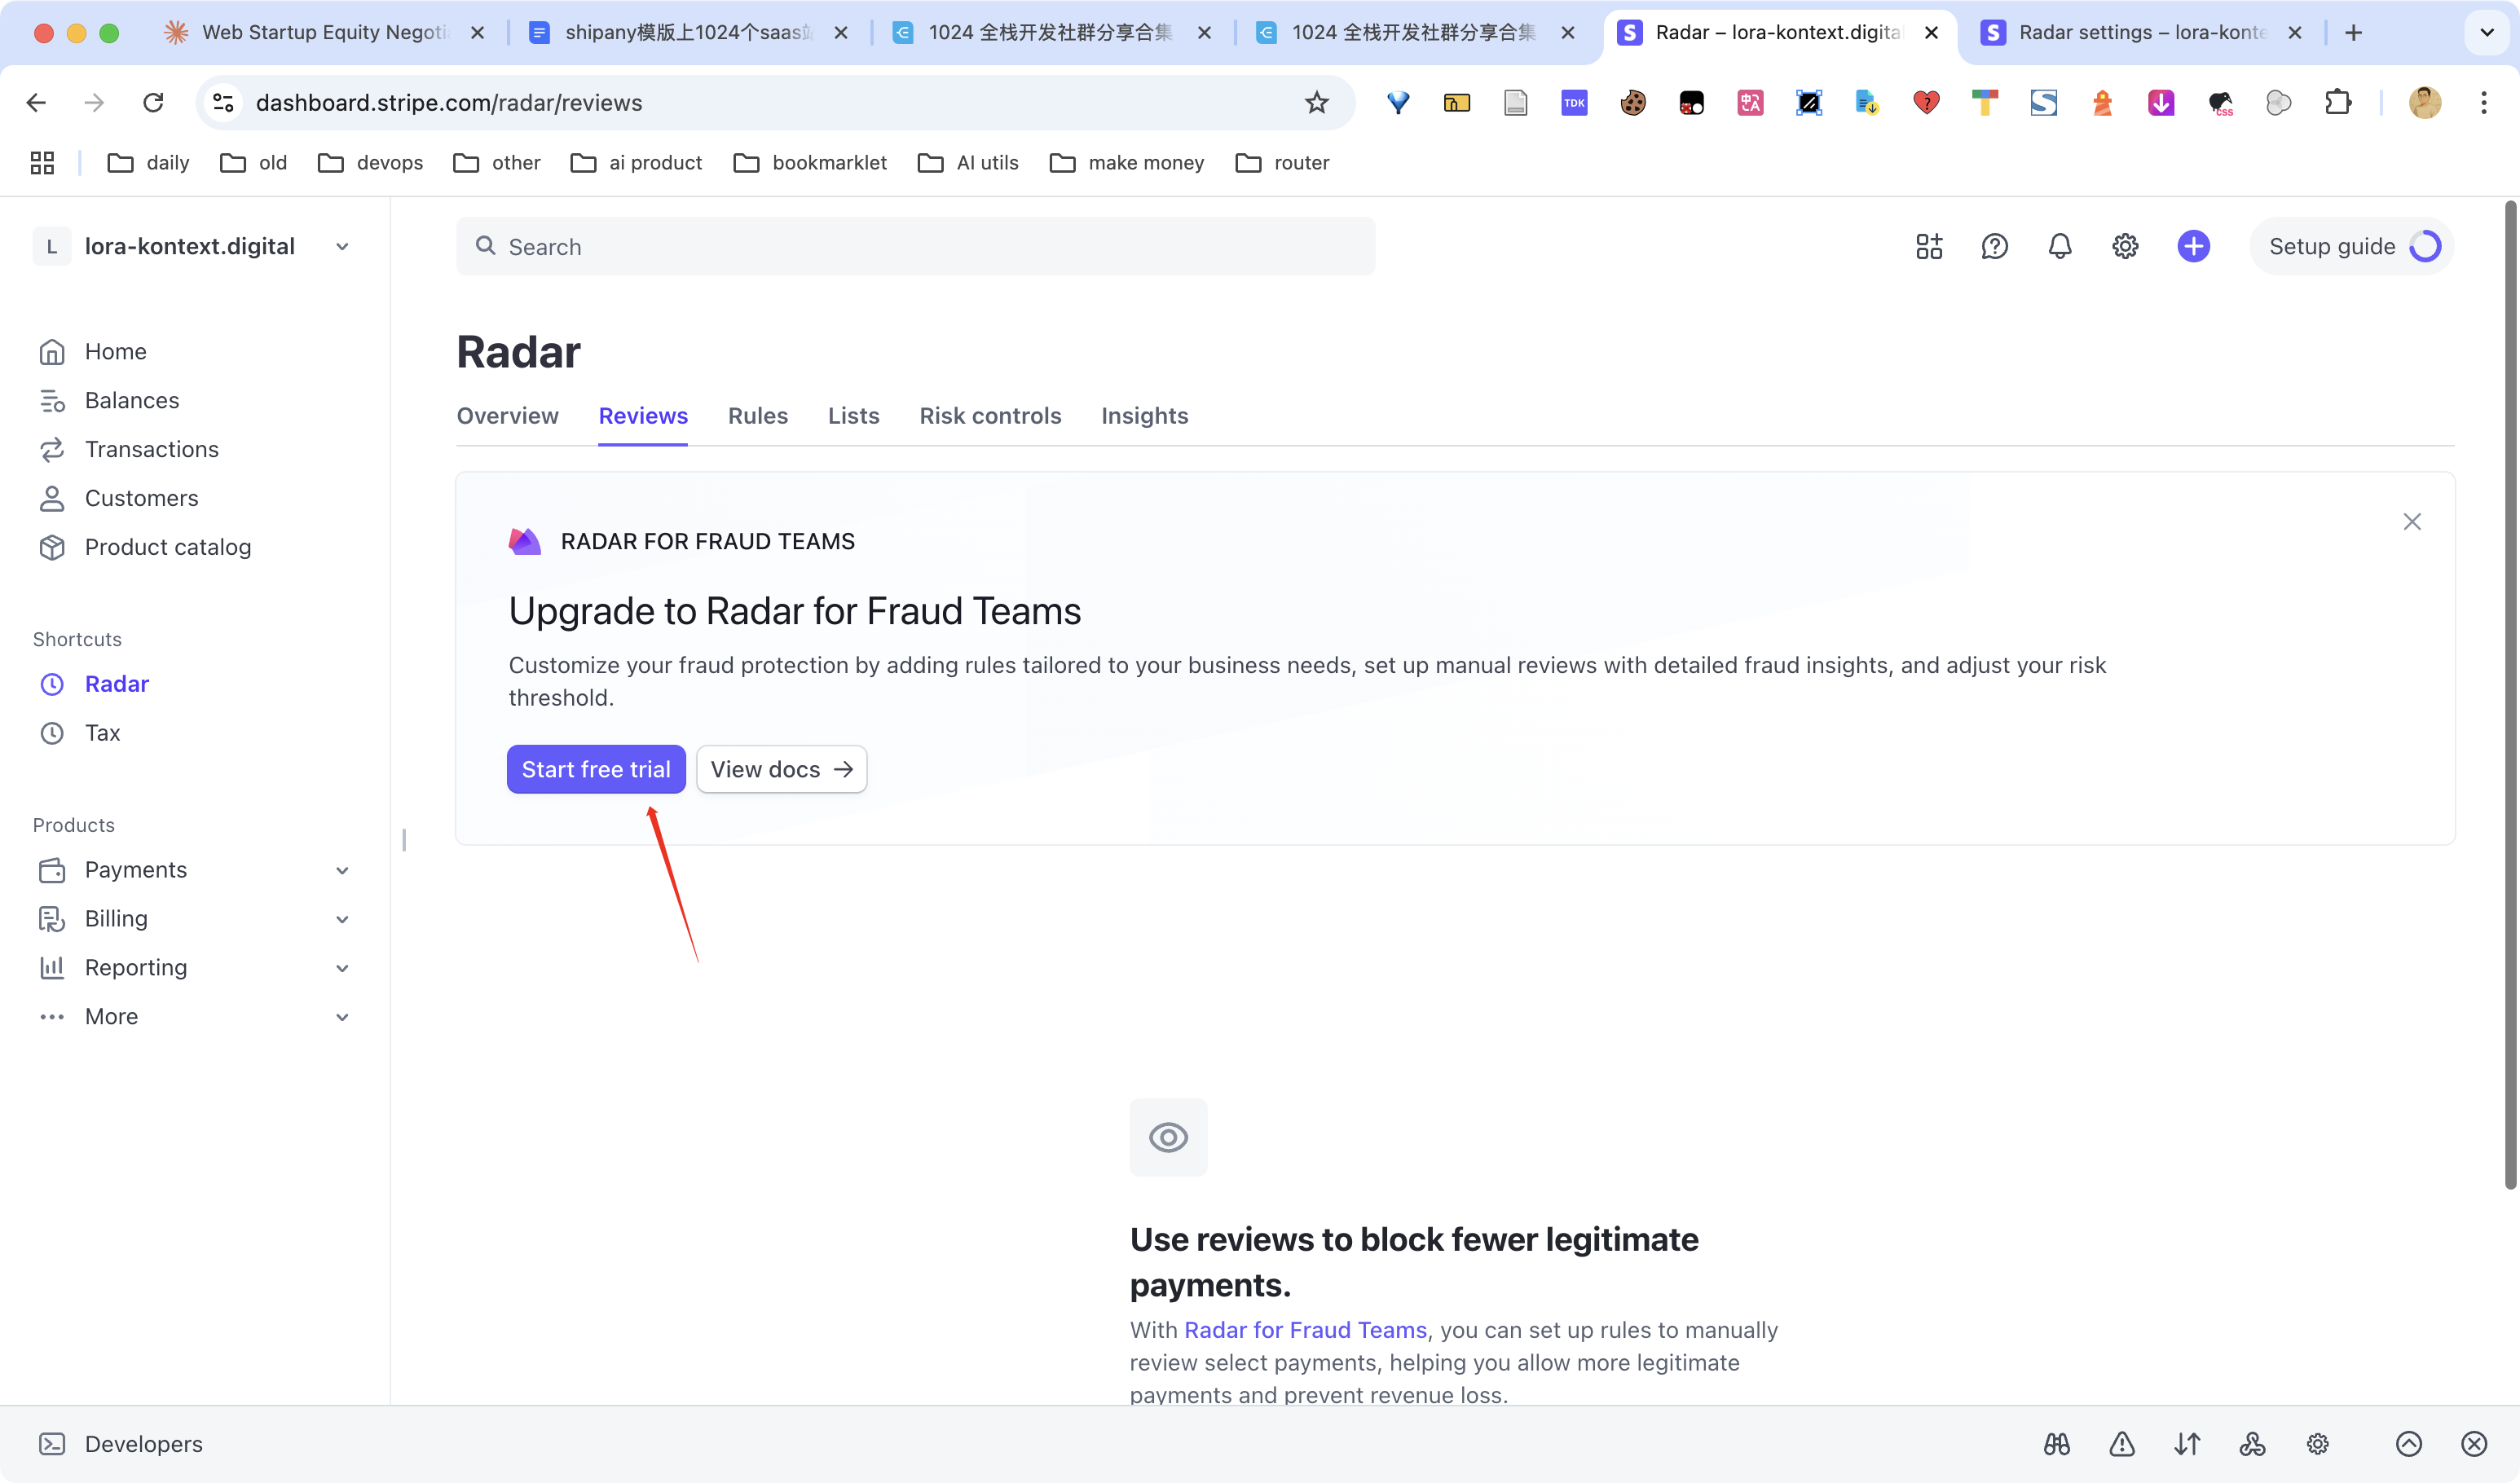 Web Startup Equity Negoti
shipany模版上1024个saas站
1024 全栈开发社群分享合集
1024 全栈开发社群分享合集
Radar – lora-kontext.digital
Radar settings – lora-konte
dashboard.stripe.com/radar/reviews
TDK
css
daily
old
devops
other
ai product
bookmarklet
AI utils
make money
router
L
lora-kontext.digital
Search
Setup guide
Home
Balances
Transactions
Customers
Product catalog
Shortcuts
Radar
Tax
Products
Payments
Billing
Reporting
More
Radar
Overview
Reviews
Rules
Lists
Risk controls
Insights
RADAR FOR FRAUD TEAMS
Upgrade to Radar for Fraud Teams
Customize your fraud protection by adding rules tailored to your business needs, set up manual reviews with detailed fraud insights, and adjust your risk
threshold.
Start free trial
View docs
Use reviews to block fewer legitimate
payments.
With Radar for Fraud Teams, you can set up rules to manually
review select payments, helping you allow more legitimate
payments and prevent revenue loss.
Developers